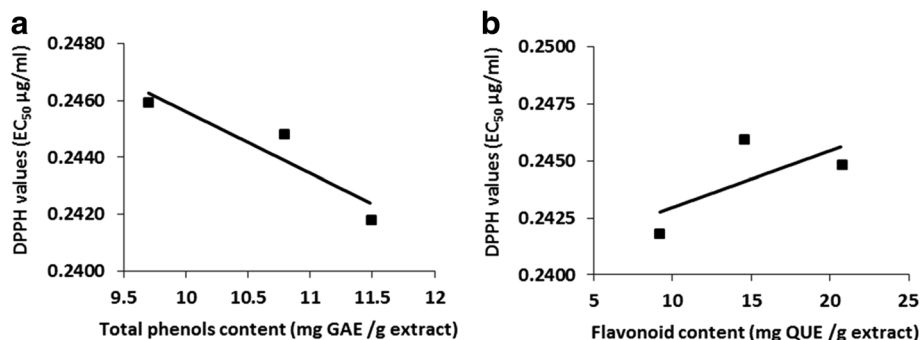 a
DPPH values (EC50 µg/ml)
0.2480
0.2460
0.2440
0.2420
0.2400
9.5 10 10.5 11 11.5 12
Total phenols content (mg GAE /g extract)
b
DPPH values (EC50 µg/ml)
0.2500
0.2475
0.2450
0.2425
0.2400
5 10 15 20 25
Flavonoid content (mg QUE /g extract)